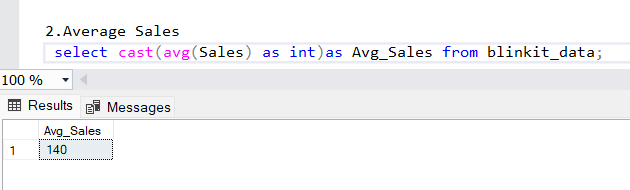 2.Average Sales
select cast(avg(Sales) as int)as Avg_Sales from blinkit_data;
100 %
Results Messages
Avg_Sales
1 140